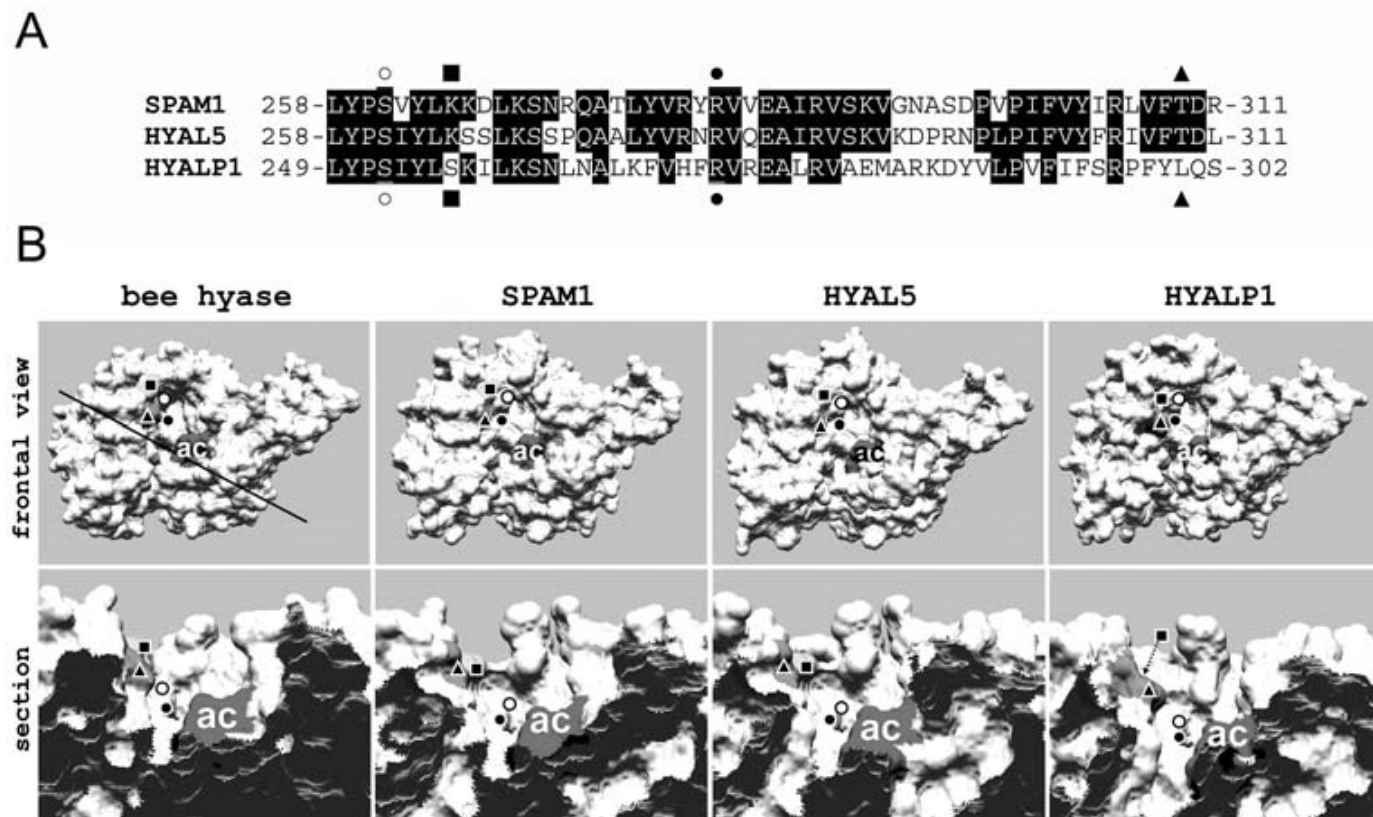 A
SPAM1 258-LYPSVYLKKDLKSNRQATLYVRYRVVEAIRVSKVGNASDPVPIFVYIRLVFTDR-311
HYAL5 258-LYPSIYLKSSLKSSPQAALYVRNRVQEAIRVSKVKDPRNPLPIFVYFRIVFTDL-311
HYALP1 249-LYPSIYLSKILKSNLNALKFVHFRVREALRVAEMARKDYVLPVFIFSRPFYLQS-302
B
bee hyase SPAM1 HYAL5 HYALP1
frontal view
ac ac ac ac
section
ac ac ac ac